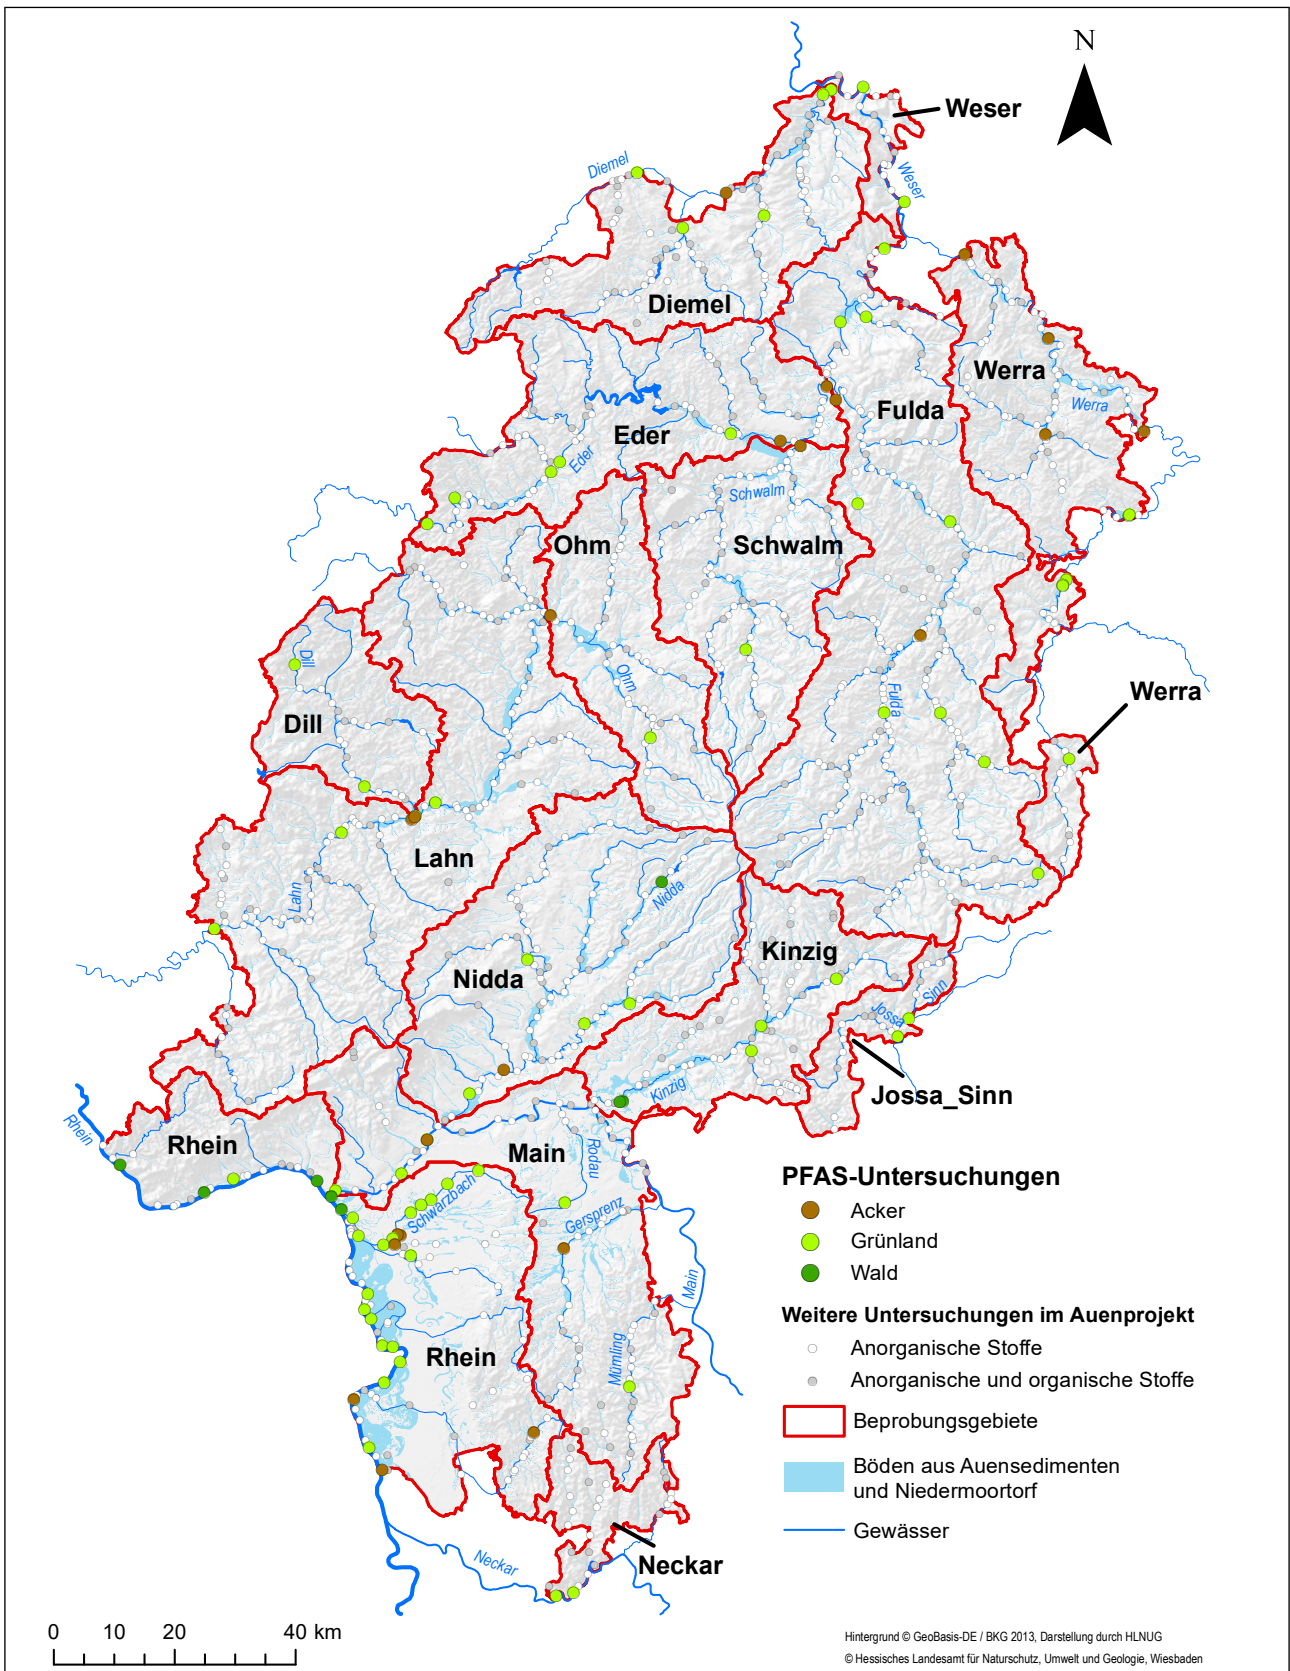 N
Weser
Diemel
Weser
Diemel
Werra
Werra
Fulda
Eder
Eder
Schwalm
Ohm
Schwalm
Dill
Ohm
Fulda
Werra
Dill
Lahn
Lahn
Nidda
Kinzig
Nidda
Sinn
Jossa
Kinzig
Jossa_Sinn
Rhein
Rhein
Main
Rodau
Schwarzbach
Gersprenz
Main
Rhein
Mümling
Neckar
Neckar
PFAS-Untersuchungen
Acker
Grünland
Wald
Weitere Untersuchungen im Auenprojekt
Anorganische Stoffe
Anorganische und organische Stoffe
Beprobungsgebiete
Böden aus Auensedimenten
und Niedermoortorf
Gewässer
0 10 20 40 km
Hintergrund © GeoBasis-DE / BKG 2013, Darstellung durch HLNUG
© Hessisches Landesamt für Naturschutz, Umwelt und Geologie, Wiesbaden